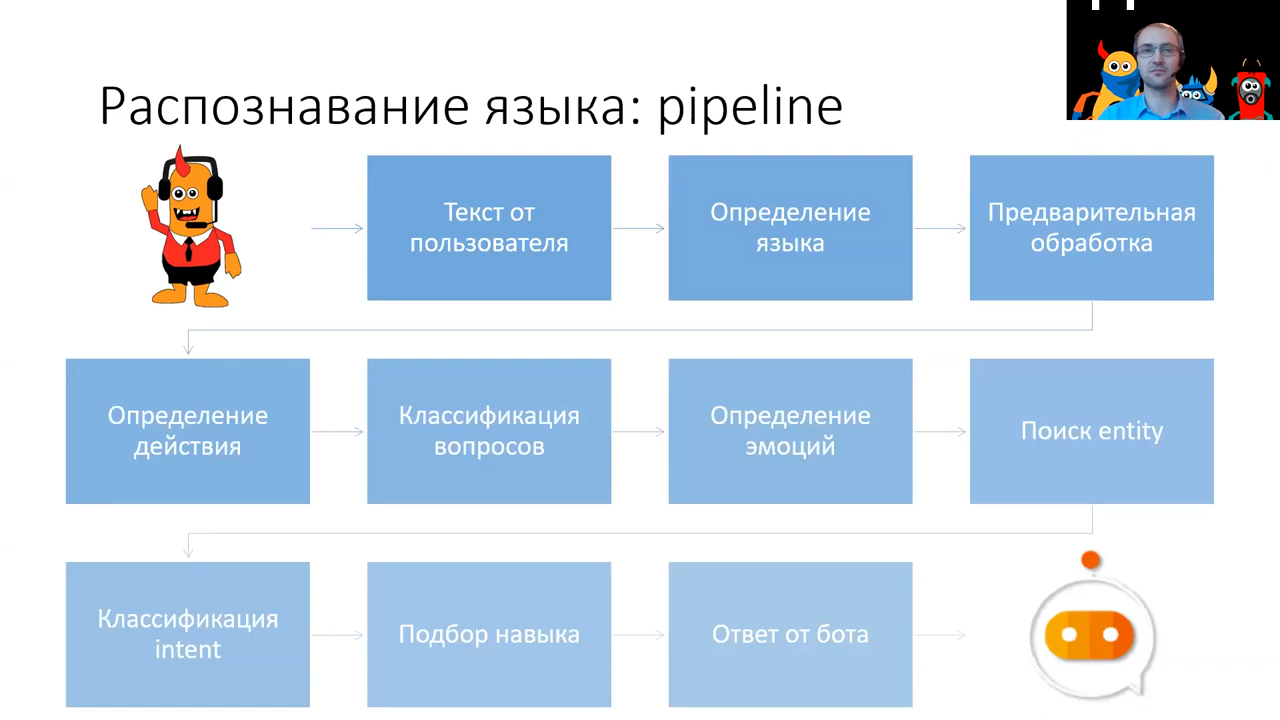 Распознавание языка: pipeline
Текст от
пользователя
Определение
языка
Предварительная
обработка
Определение
действия
Классификация
вопросов
Определение
эмоций
Поиск entity
Классификация
intent
Подбор навыка
Ответ от бота